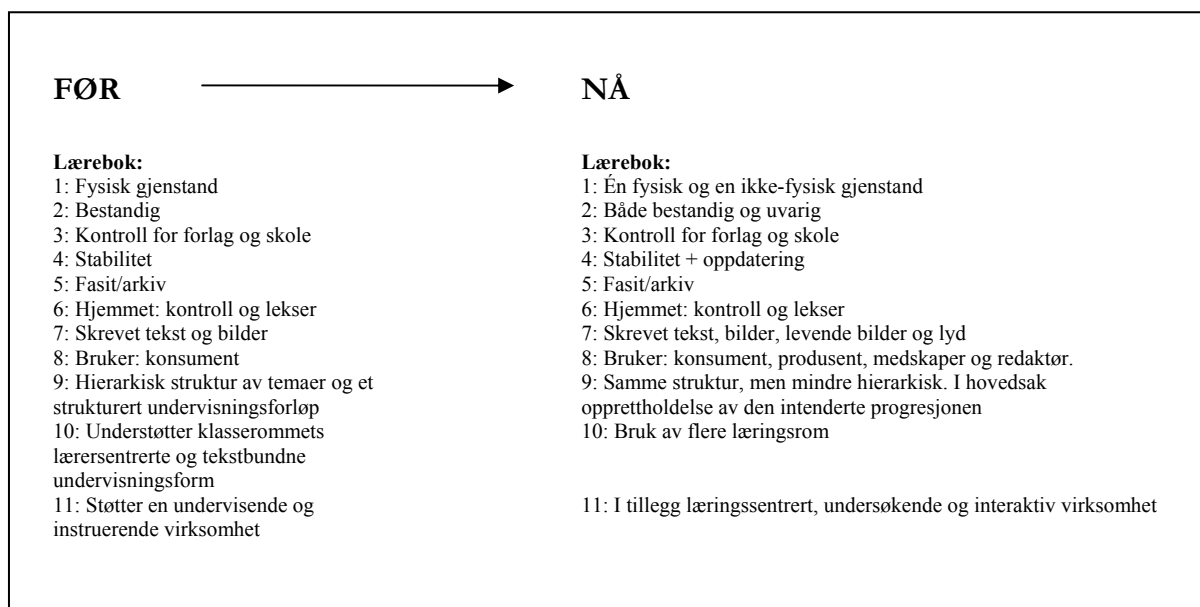 FØR
NÅ
Lærebok:
1: Fysisk gjenstand
2: Bestandig
3: Kontroll for forlag og skole
4: Stabilitet
5: Fasit/arkiv
6: Hjemmet: kontroll og lekser
7: Skrevet tekst og bilder
8: Bruker: konsument
9: Hierarkisk struktur av temaer og et
strukturert undervisningsforløp
10: Understøtter klasserommets
lærersentrerte og tekstbundne
undervisningsform
11: Støtter en undervisende og
instruerende virksomhet
Lærebok:
1: Én fysisk og en ikke-fysisk gjenstand
2: Både bestandig og uvarig
3: Kontroll for forlag og skole
4: Stabilitet + oppdatering
5: Fasit/arkiv
6: Hjemmet: kontroll og lekser
7: Skrevet tekst, bilder, levende bilder og lyd
8: Bruker: konsument, produsent, medskaper og redaktør.
9: Samme struktur, men mindre hierarkisk. I hovedsak
opprettholdelse av den intenderte progresjonen
10: Bruk av flere læringsrom
11: I tillegg læringssentrert, undersøkende og interaktiv virksomhet